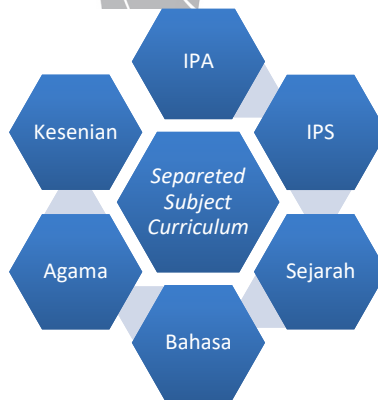 IPA
Kesenian
IPS
Separeted
Subject
Curriculum
Agama
Sejarah
Bahasa